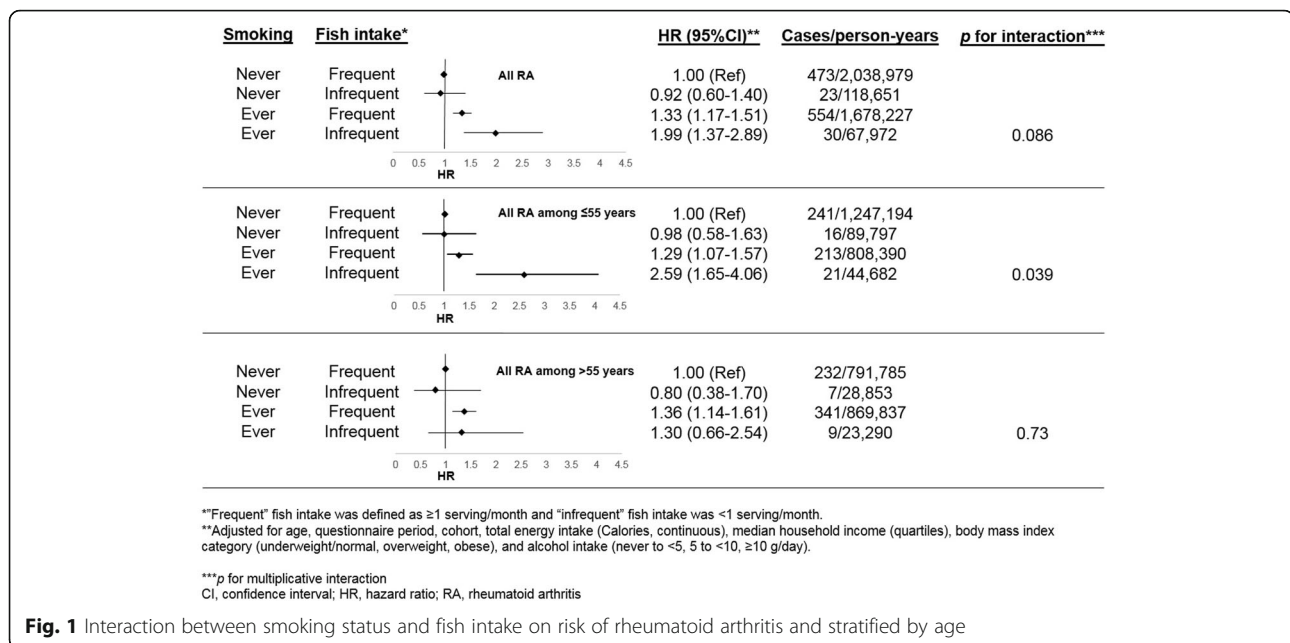 Smoking Fish intake* HR (95%CI)** Cases/person-years p for interaction***
Never Frequent All RA 1.00 (Ref) 473/2,038,979
Never Infrequent 0.92 (0.60-1.40) 23/118,651
Ever Frequent 1.33 (1.17-1.51) 554/1,678,227
Ever Infrequent 1.99 (1.37-2.89) 30/67,972 0.086
0 0.5 1 1.5 2 2.5 3 3.5 4 4.5
HR
Never Frequent All RA among ≤55 years 1.00 (Ref) 241/1,247,194
Never Infrequent 0.98 (0.58-1.63) 16/89,797
Ever Frequent 1.29 (1.07-1.57) 213/808,390
Ever Infrequent 2.59 (1.65-4.06) 21/44,682 0.039
0 0.5 1 1.5 2 2.5 3 3.5 4 4.5
HR
Never Frequent All RA among >55 years 1.00 (Ref) 232/791,785
Never Infrequent 0.80 (0.38-1.70) 7/28,853
Ever Frequent 1.36 (1.14-1.61) 341/869,837
Ever Infrequent 1.30 (0.66-2.54) 9/23,290 0.73
0 0.5 1 1.5 2 2.5 3 3.5 4 4.5
HR
*"Frequent" fish intake was defined as ≥1 serving/month and "infrequent" fish intake was <1 serving/month.
**Adjusted for age, questionnaire period, cohort, total energy intake (Calories, continuous), median household income (quartiles), body mass index
category (underweight/normal, overweight, obese), and alcohol intake (never to <5, 5 to <10, ≥10 g/day).
***p for multiplicative interaction
CI, confidence interval; HR, hazard ratio; RA, rheumatoid arthritis
Fig. 1 Interaction between smoking status and fish intake on risk of rheumatoid arthritis and stratified by age